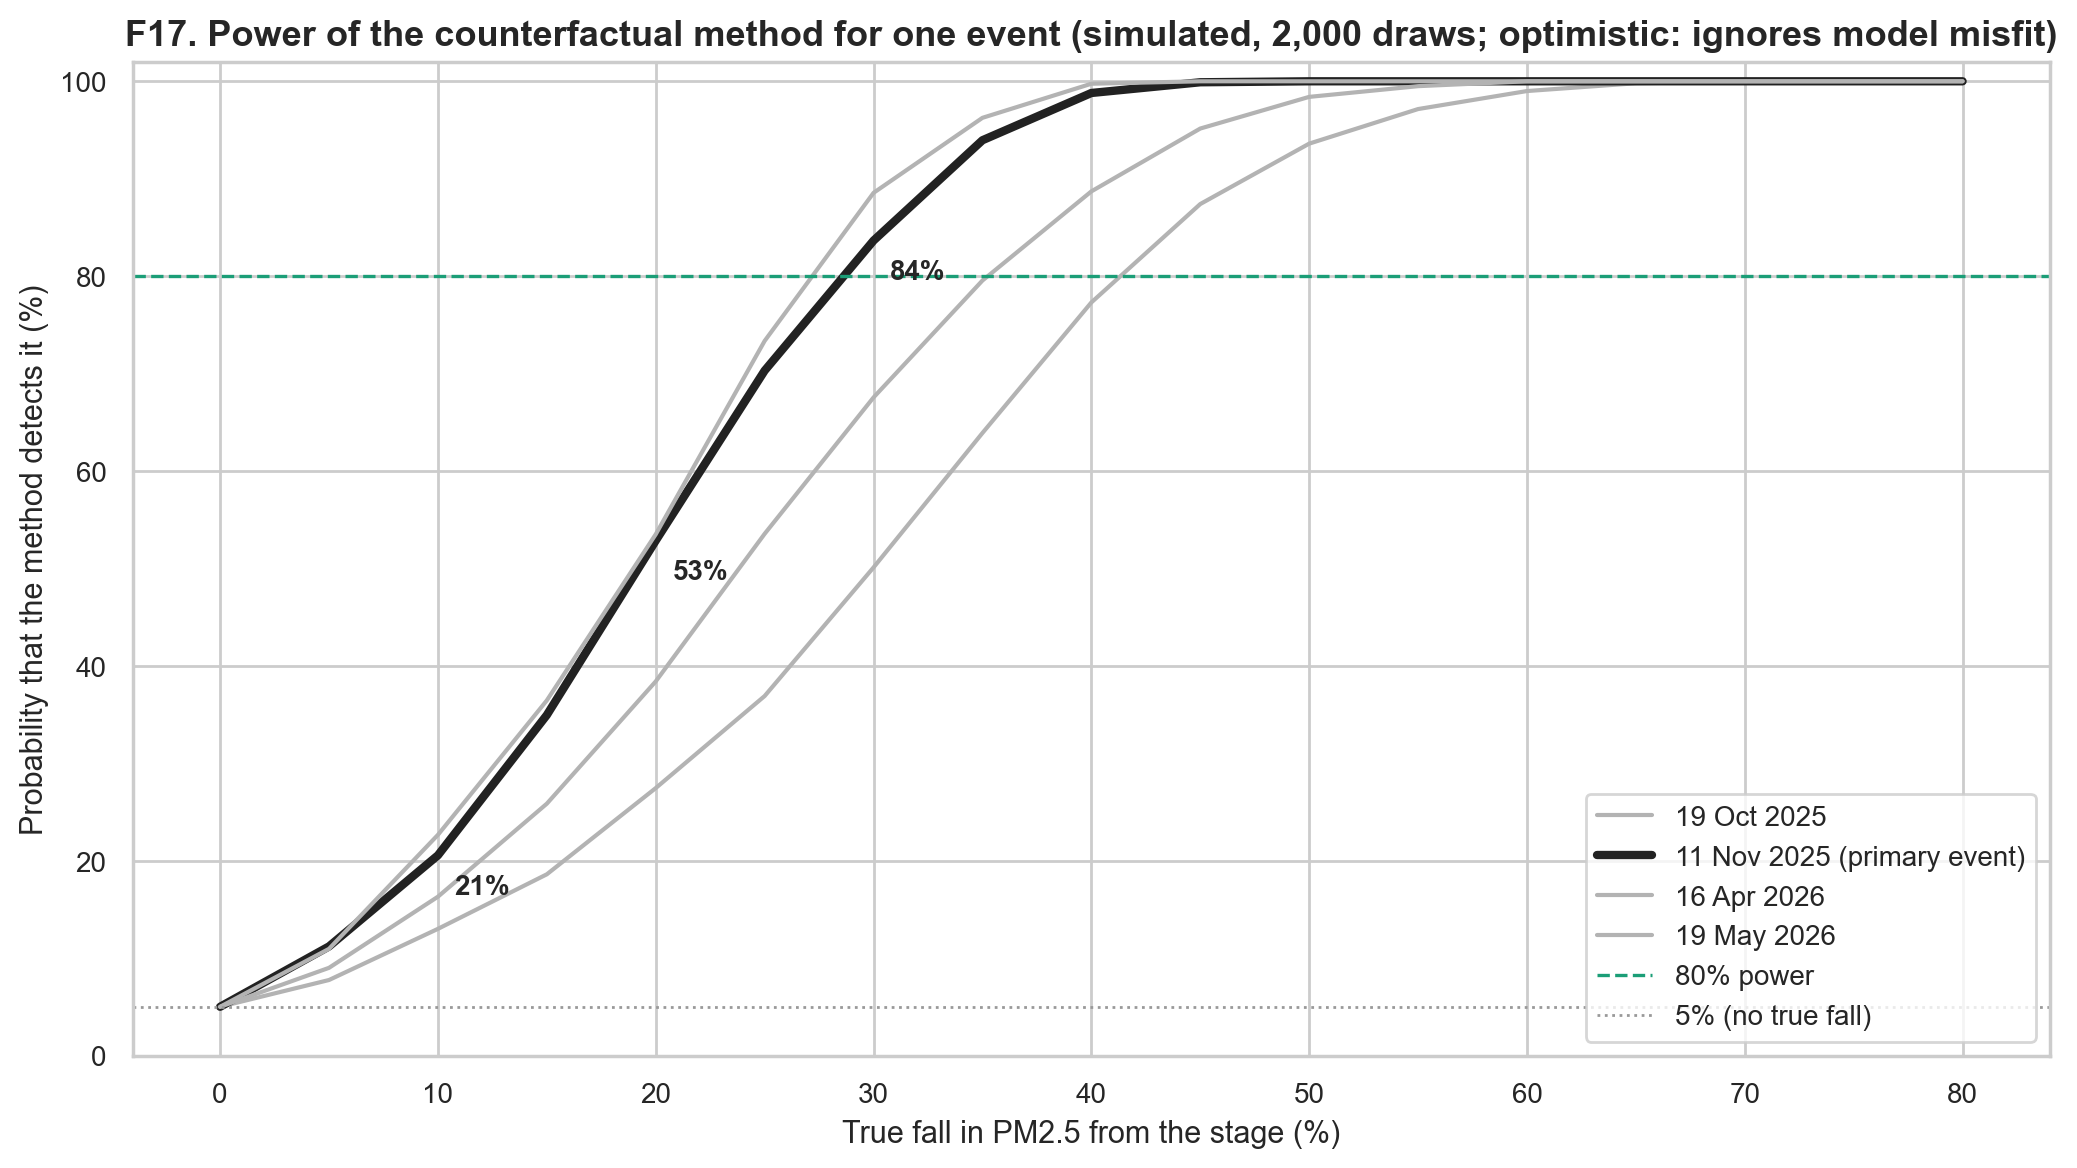 F17. Power of the counterfactual method for one event (simulated, 2,000 draws; optimistic: ignores model misfit)
Probability that the method detects it (%)
100
80
60
40
20
0
84%
53%
21%
19 Oct 2025
11 Nov 2025 (primary event)
16 Apr 2026
19 May 2026
80% power
5% (no true fall)
0 10 20 30 40 50 60 70 80
True fall in PM2.5 from the stage (%)